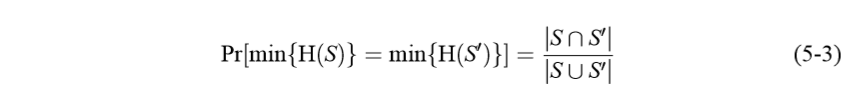 Pr[min{H(S)} = min{H(S′)}] = |S ∩ S′| / |S ∪ S′| (5-3)